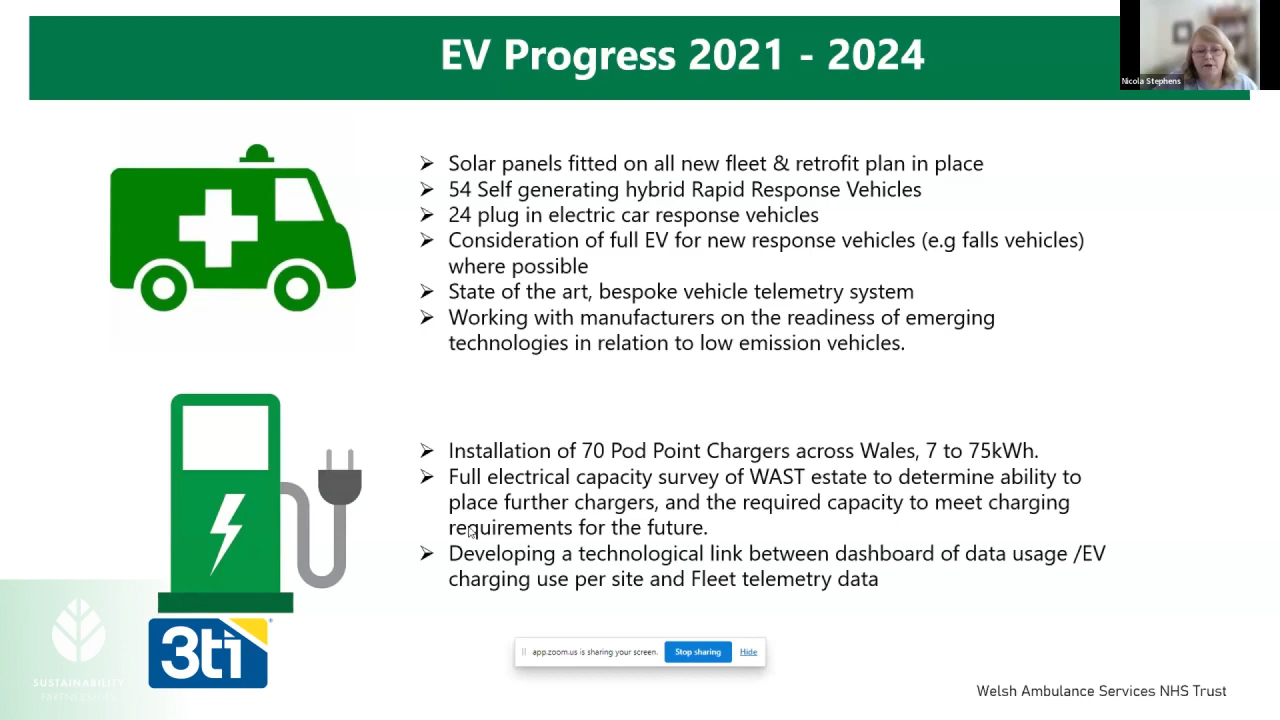 EV Progress 2021 - 2024
Nicola Stephens
➢ Solar panels fitted on all new fleet & retrofit plan in place
➢ 54 Self generating hybrid Rapid Response Vehicles
➢ 24 plug in electric car response vehicles
➢ Consideration of full EV for new response vehicles (e.g falls vehicles)
where possible
➢ State of the art, bespoke vehicle telemetry system
➢ Working with manufacturers on the readiness of emerging
technologies in relation to low emission vehicles.
➢ Installation of 70 Pod Point Chargers across Wales, 7 to 75kWh.
➢ Full electrical capacity survey of WAST estate to determine ability to
place further chargers, and the required capacity to meet charging
requirements for the future.
➢ Developing a technological link between dashboard of data usage /EV
charging use per site and Fleet telemetry data
3ti
SUSTAINABILITY
app.zoom.us is sharing your screen. Stop sharing Hide
Welsh Ambulance Services NHS Trust